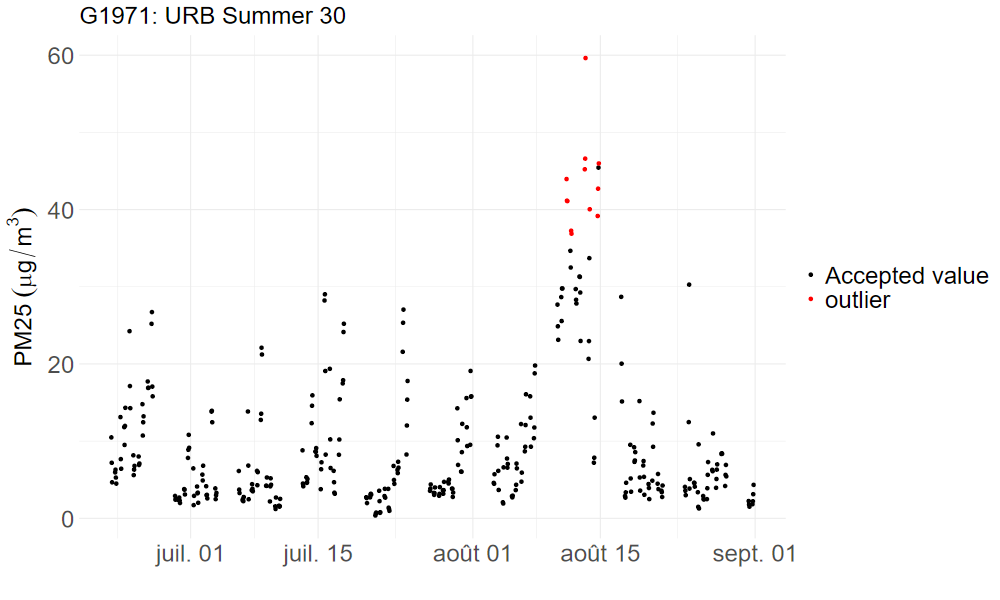 G1971: URB Summer 30
60
40
20
0
PM25 (μg/m³)
juil. 01
juil. 15
août 01
août 15
sept. 01
Accepted value
outlier